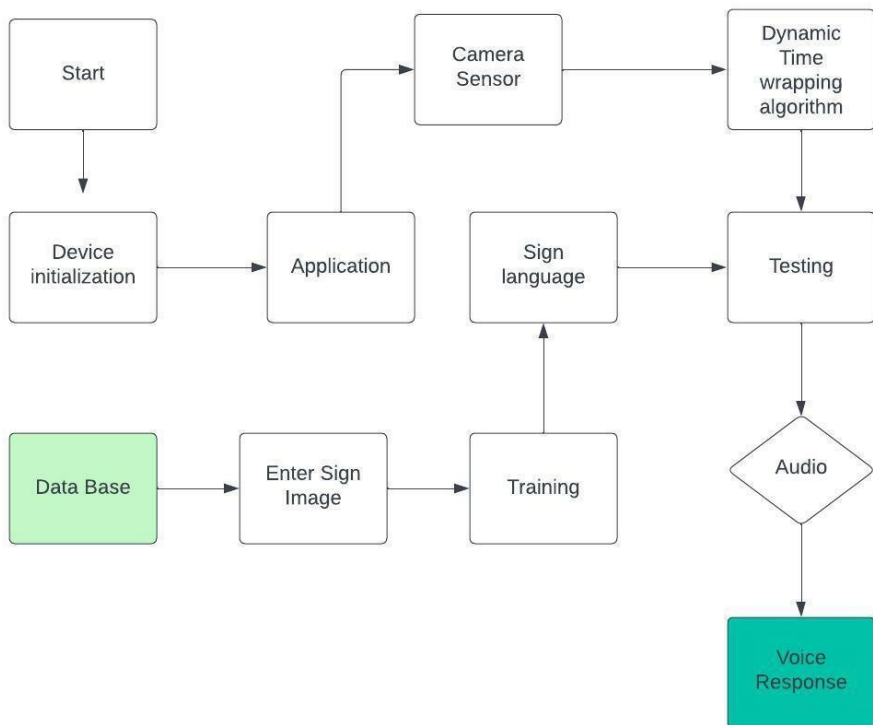 Start
Camera
Sensor
Dynamic
Time
wrapping
algorithm
Device
initialization
Application
Sign
language
Testing
Data Base
Enter Sign
Image
Training
Audio
Voice
Response